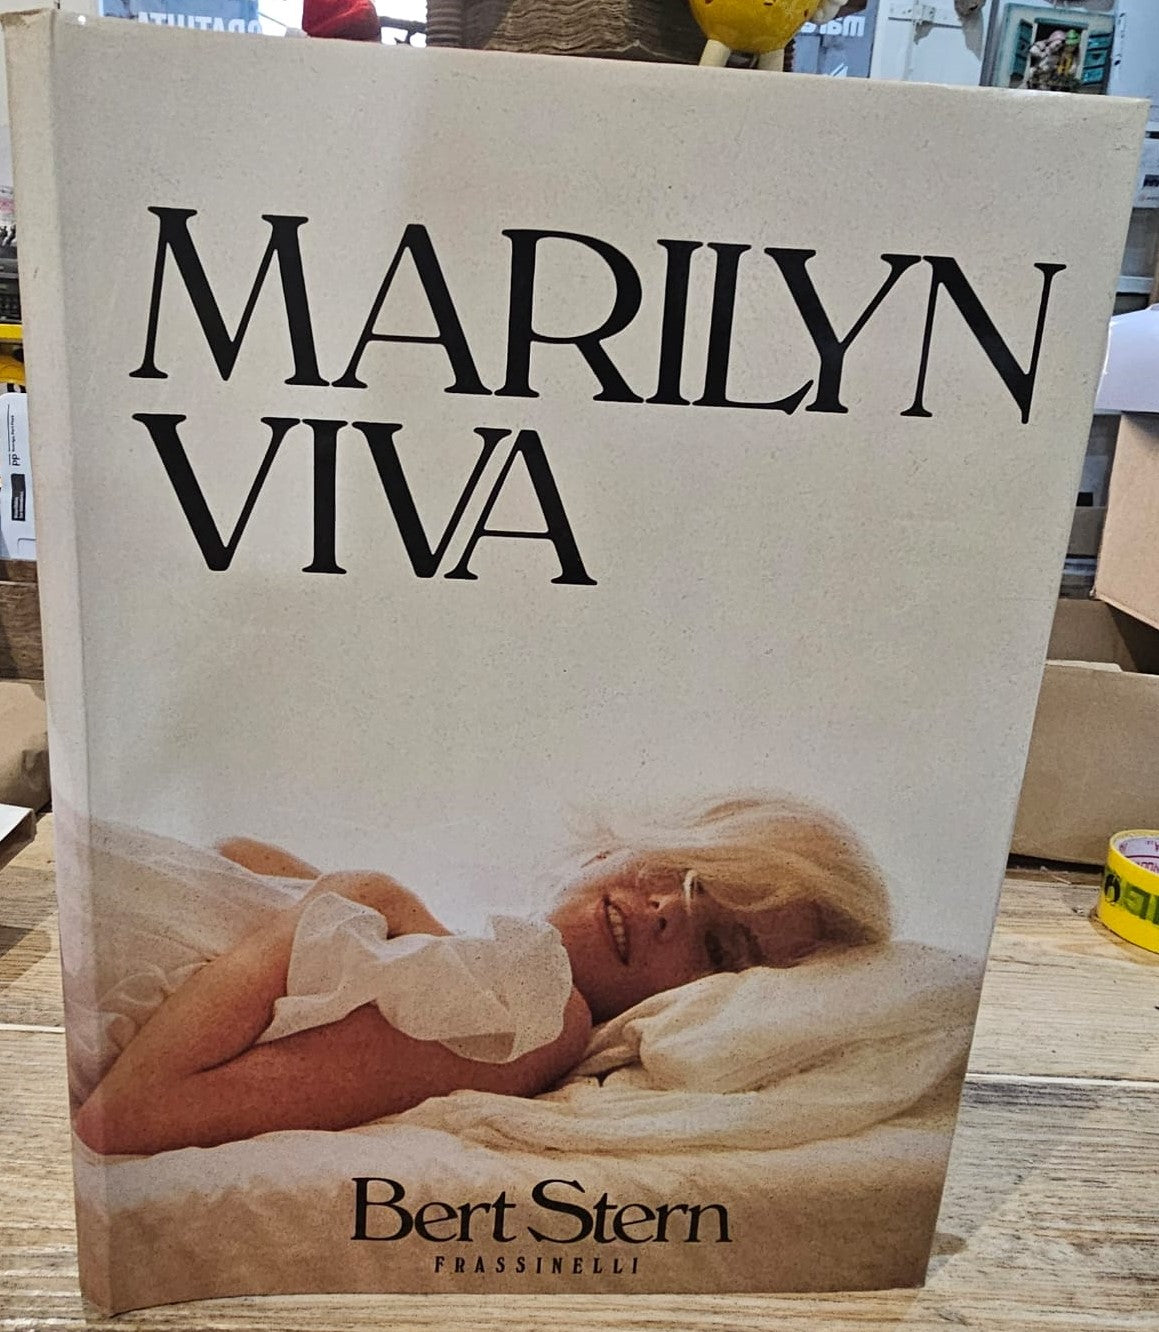 MARILYN
VIVA
Bert Stern
FRASSINELLI